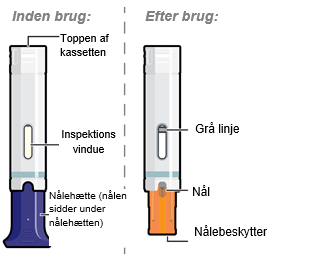 Inden brug:
Toppen af
kassetten
Inspektions
vindue
Nålehætte (nålen
sidder under
nålehætten)
Efter brug:
Grå linje
Nål
Nålebeskytter